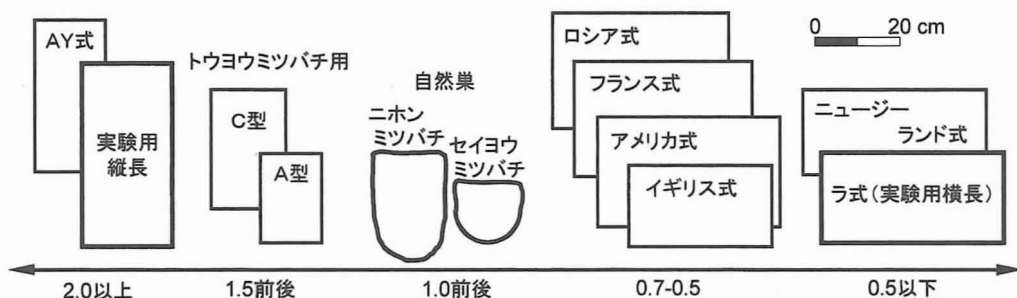 AY式
実験用
縦長
トウヨウミツバチ用
C型
A型
自然巣
ニホン
ミツバチ
セイヨウ
ミツバチ
ロシア式
フランス式
アメリカ式
イギリス式
0 20 cm
ニュージー
ランド式
ラ式(実験用横長)
2.0以上 1.5前後 1.0前後 0.7-0.5 0.5以下